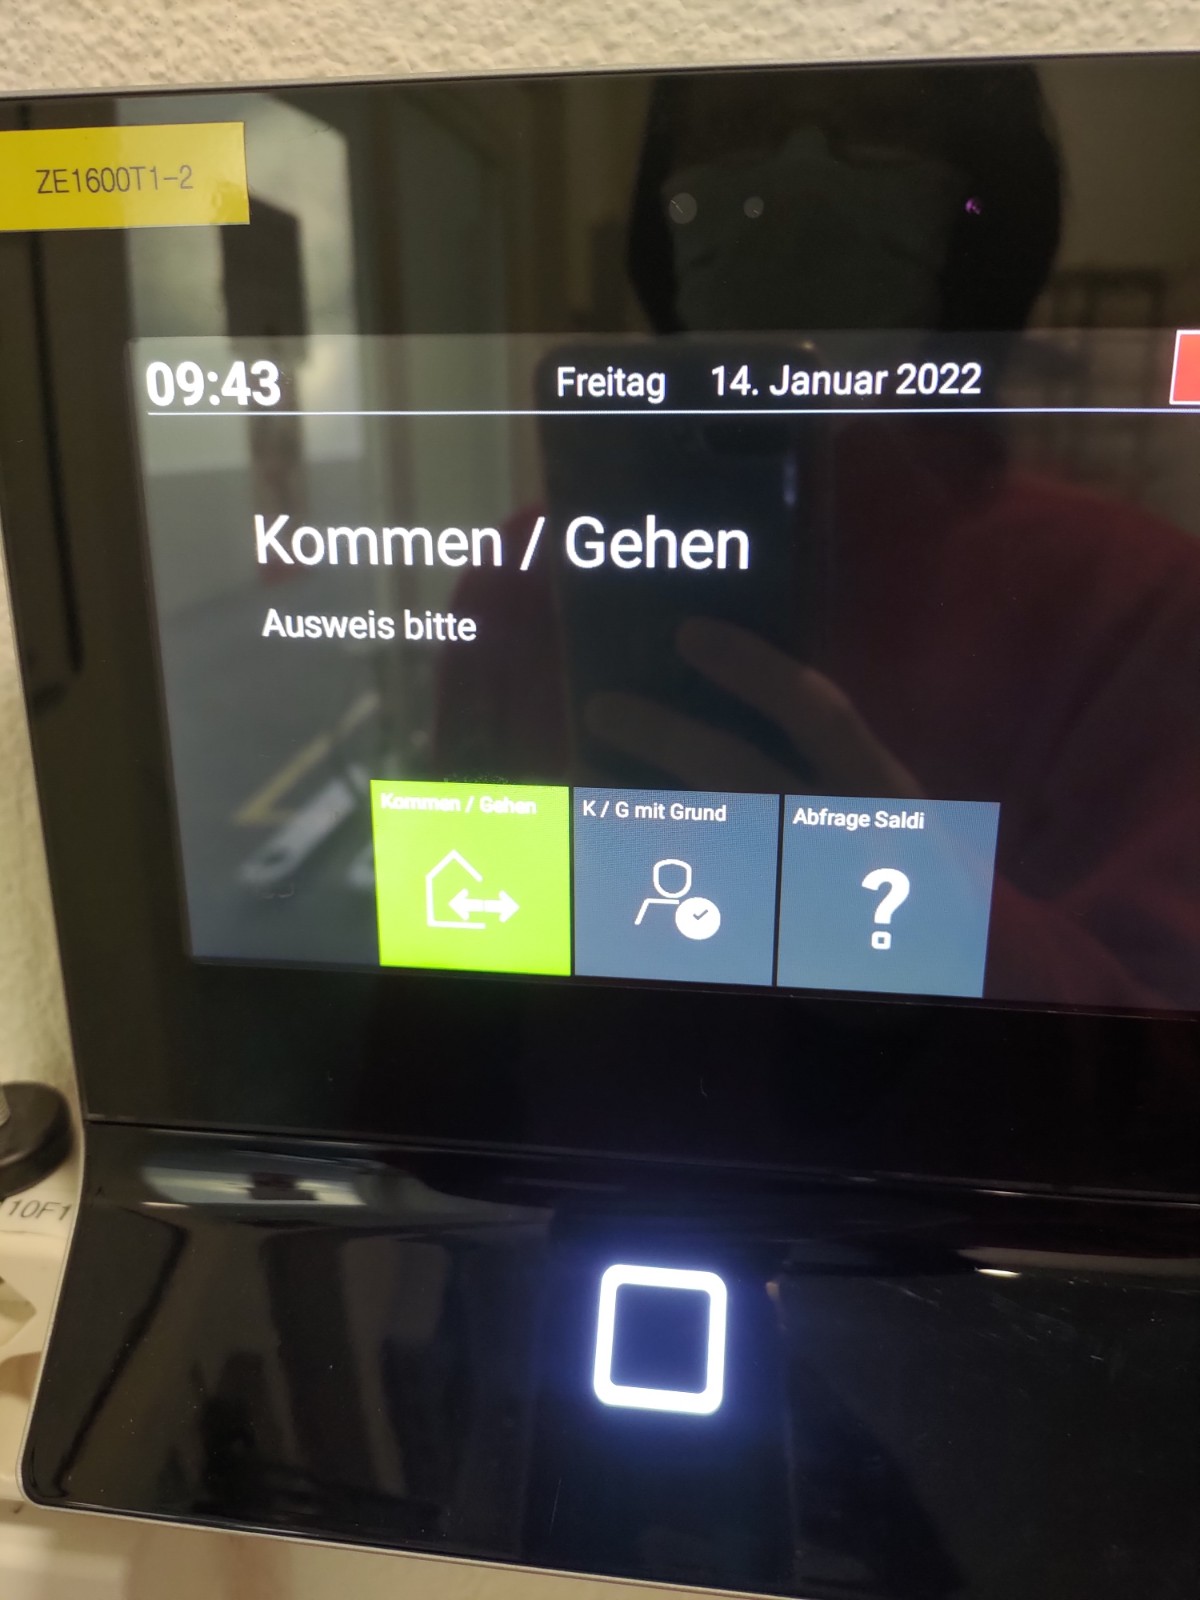 ZE1600T1-2
09:43 Freitag 14. Januar 2022
Kommen / Gehen
Ausweis bitte
Kommen / Gehen
K / G mit Grund
Abfrage Saldi
10F1